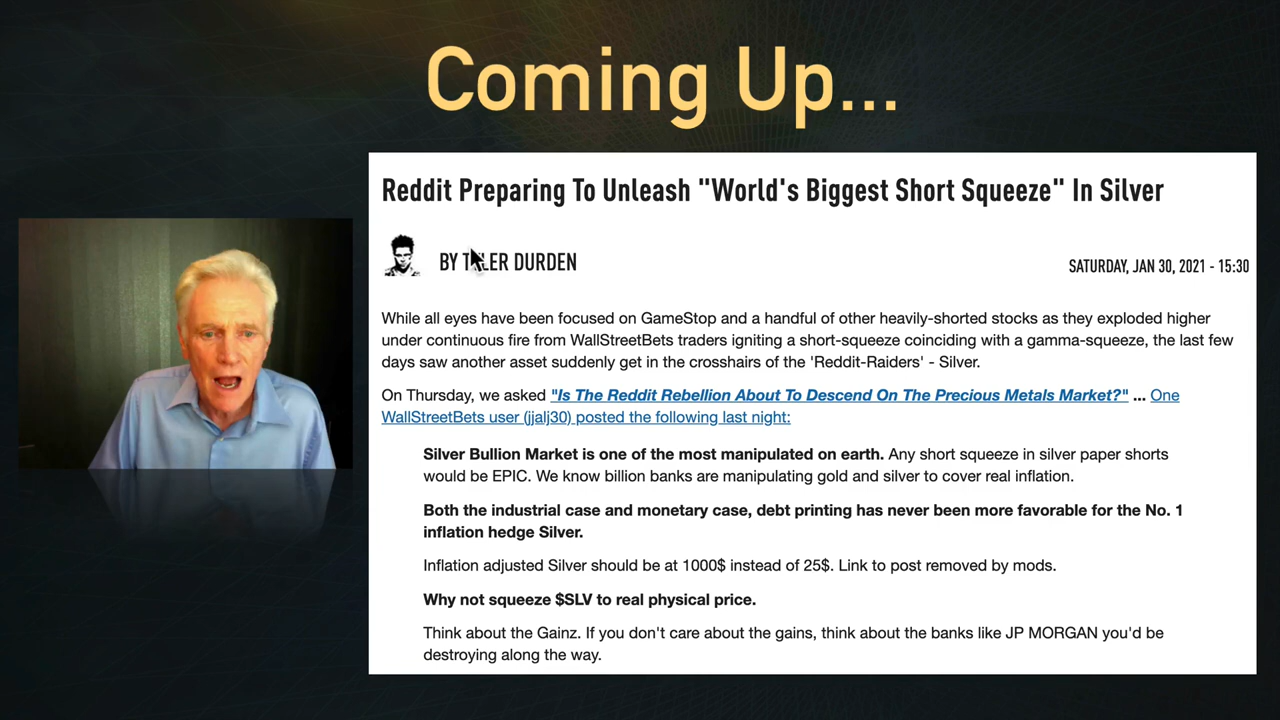 Coming Up...
Reddit Preparing To Unleash "World's Biggest Short Squeeze" In Silver
BY TYLER DURDEN
SATURDAY, JAN 30, 2021 - 15:30
While all eyes have been focused on GameStop and a handful of other heavily-shorted stocks as they exploded higher
under continuous fire from WallStreetBets traders igniting a short-squeeze coinciding with a gamma-squeeze, the last few
days saw another asset suddenly get in the crosshairs of the 'Reddit-Raiders' - Silver.
On Thursday, we asked "Is The Reddit Rebellion About To Descend On The Precious Metals Market?" ... One
WallStreetBets user (jjalj30) posted the following last night:
Silver Bullion Market is one of the most manipulated on earth. Any short squeeze in silver paper shorts
would be EPIC. We know billion banks are manipulating gold and silver to cover real inflation.
Both the industrial case and monetary case, debt printing has never been more favorable for the No. 1
inflation hedge Silver.
Inflation adjusted Silver should be at 1000$ instead of 25$. Link to post removed by mods.
Why not squeeze $SLV to real physical price.
Think about the Gainz. If you don't care about the gains, think about the banks like JP MORGAN you'd be
destroying along the way.